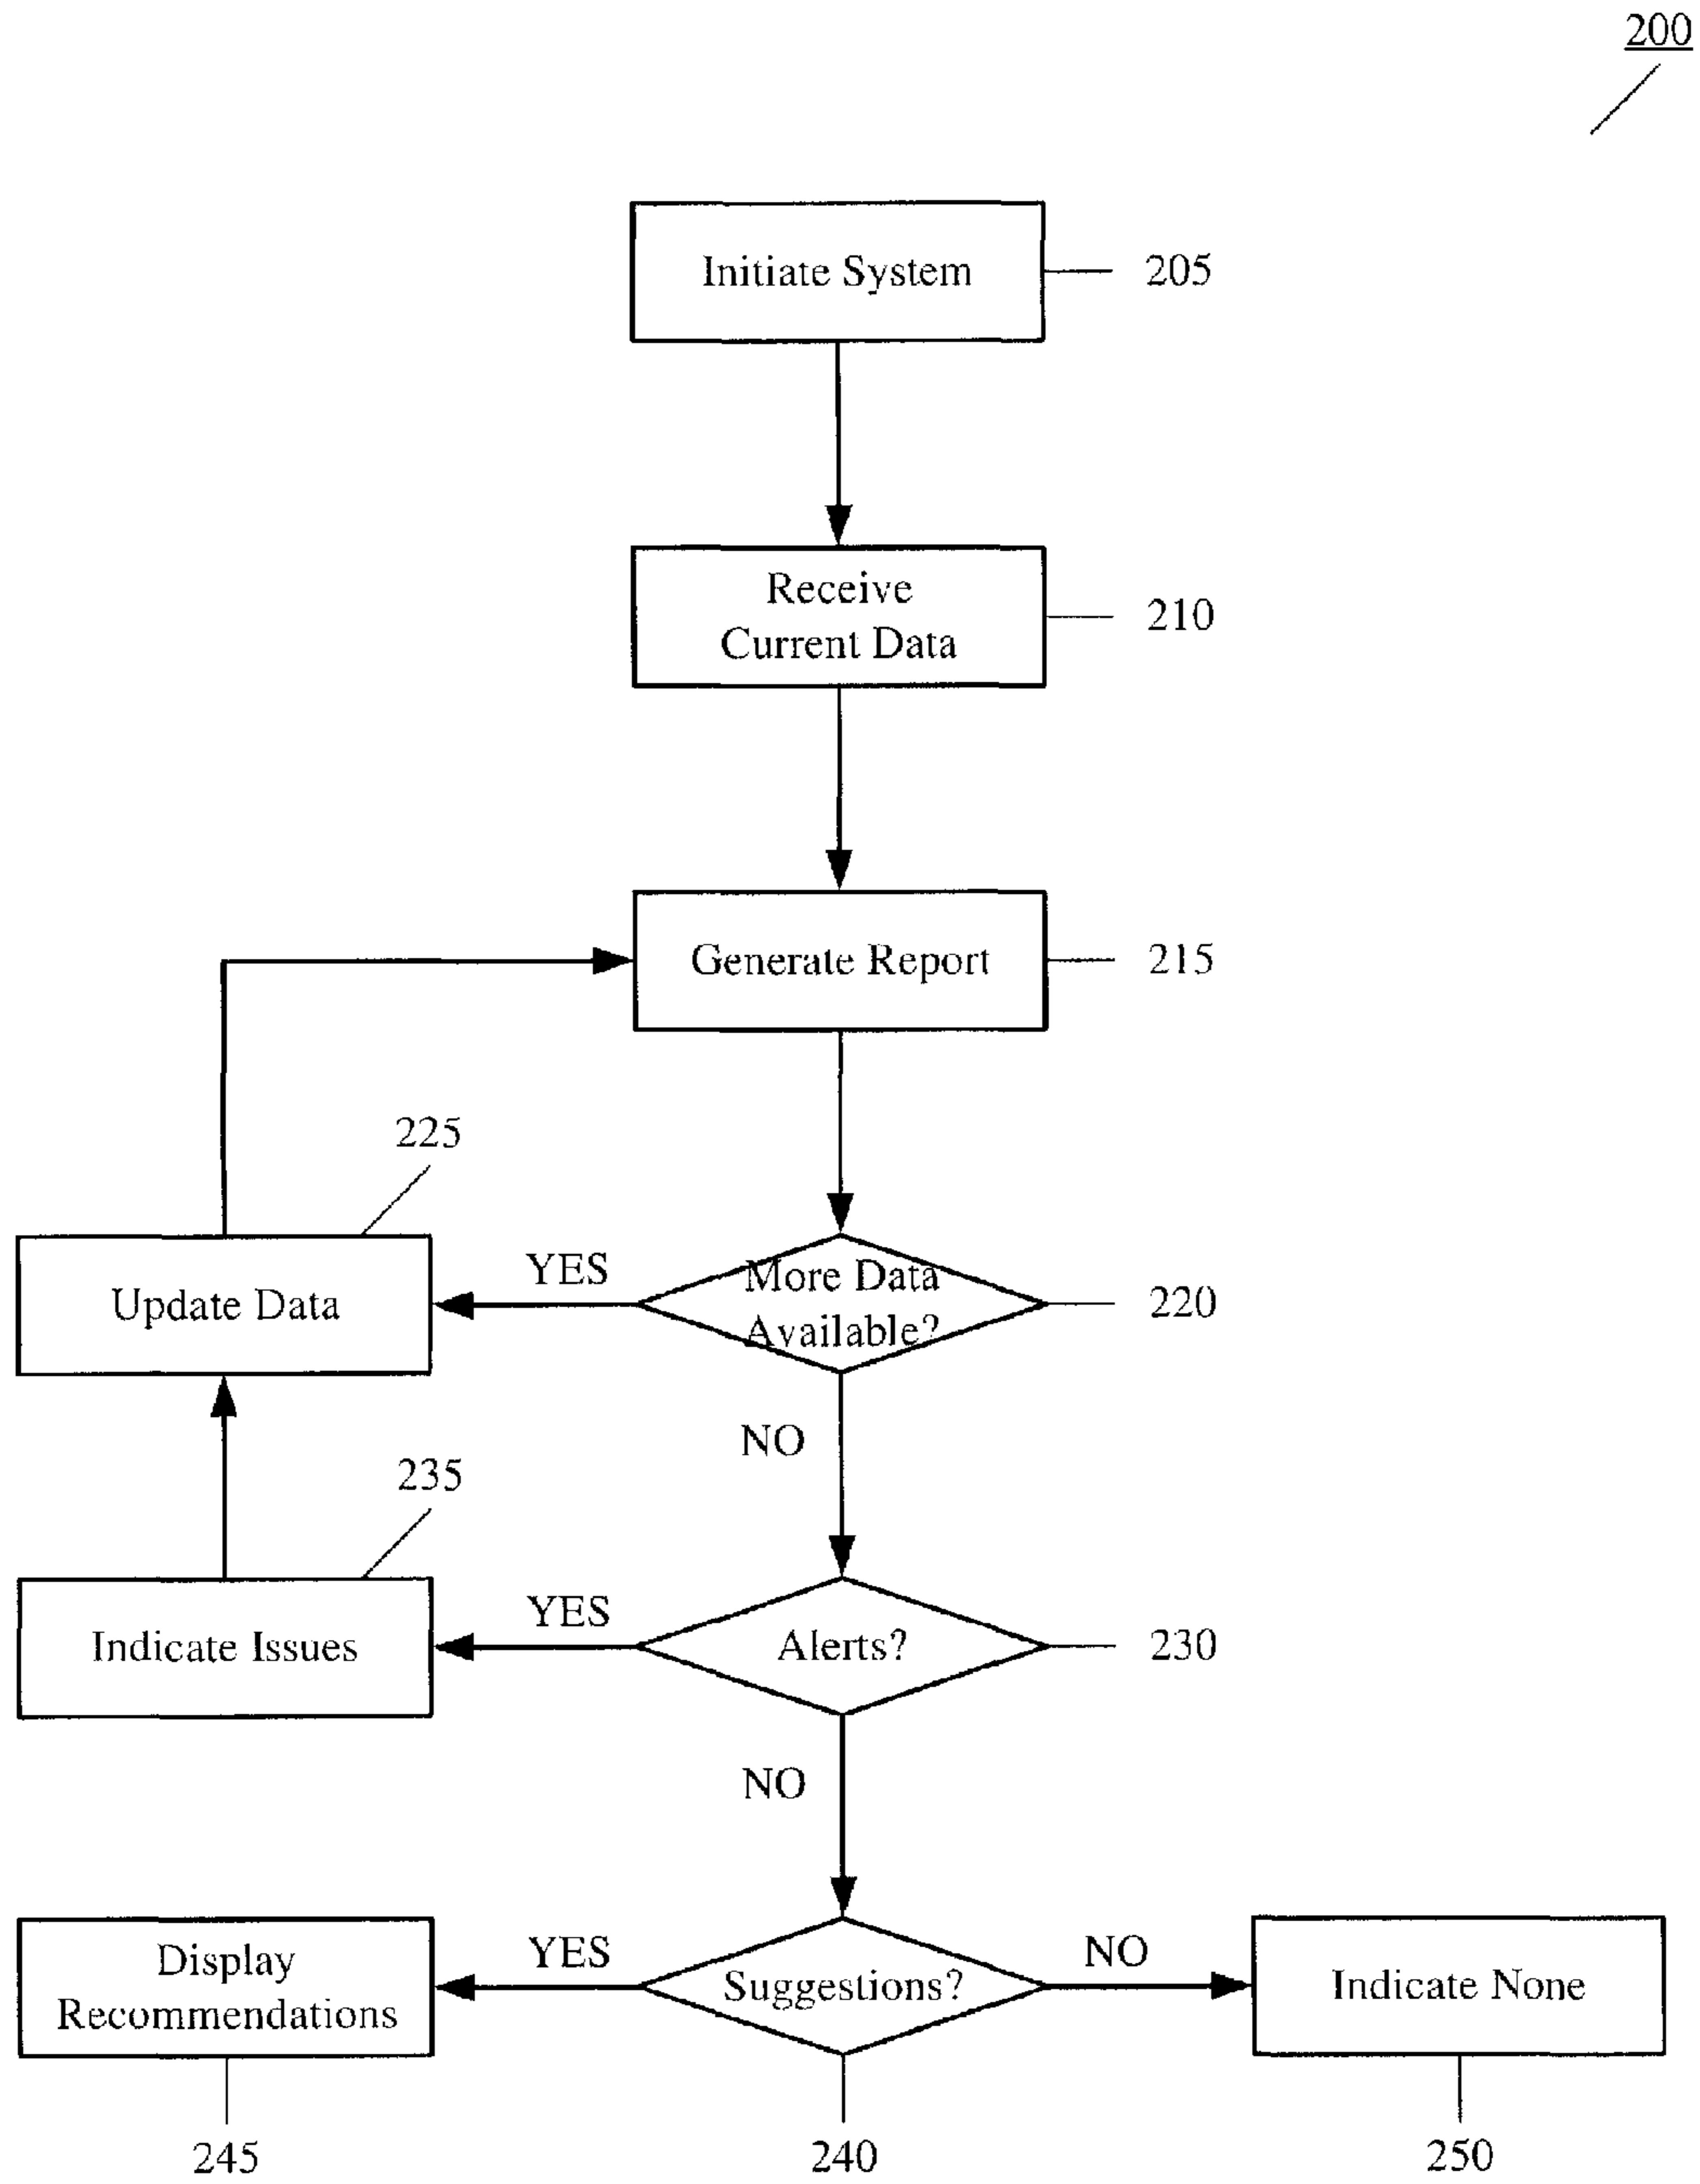 200
Initiate System
205
Receive
Current Data
210
Generate Report
215
225
Update Data
YES
More Data
Available?
220
NO
235
Indicate Issues
YES
Alerts?
230
NO
Display
Recommendations
YES
Suggestions?
NO
Indicate None
245
240
250